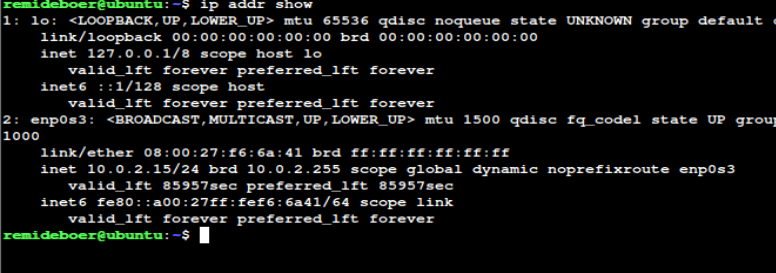 remideboer@ubuntu:~$ ip addr show
1: lo: <LOOPBACK,UP,LOWER_UP> mtu 65536 qdisc noqueue state UNKNOWN group default
link/loopback 00:00:00:00:00:00 brd 00:00:00:00:00:00
inet 127.0.0.1/8 scope host lo
valid_lft forever preferred_lft forever
inet6 ::1/128 scope host
valid_lft forever preferred_lft forever
2: enp0s3: <BROADCAST,MULTICAST,UP,LOWER_UP> mtu 1500 qdisc fq_codel state UP group
1000
link/ether 08:00:27:f6:6a:41 brd ff:ff:ff:ff:ff:ff
inet 10.0.2.15/24 brd 10.0.2.255 scope global dynamic noprefixroute enp0s3
valid_lft 85957sec preferred_lft 85957sec
inet6 fe80::a00:27ff:fef6:6a41/64 scope link
valid_lft forever preferred_lft forever
remideboer@ubuntu:~$